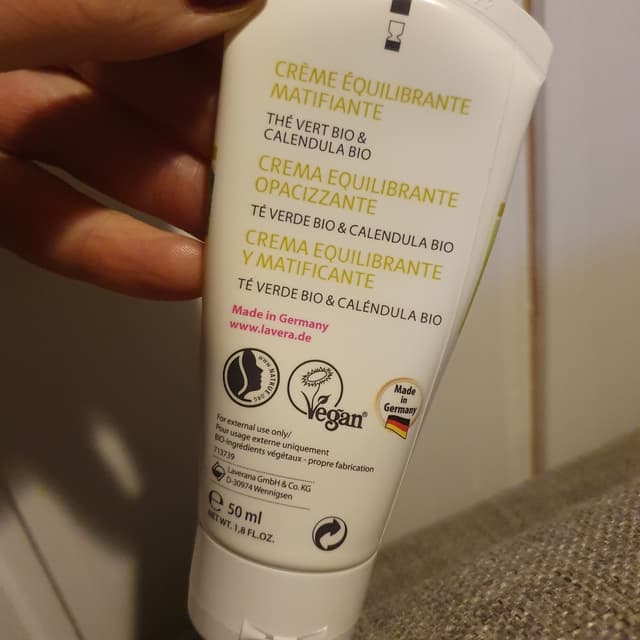 CRÈME ÉQUILIBRANTE
MATIFIANTE
THÉ VERT BIO &
CALENDULA BIO
CREMA EQUILIBRANTE
OPACIZZANTE
TÉ VERDE BIO & CALENDULA BIO
CREMA EQUILIBRANTE
Y MATIFICANTE
TÉ VERDE BIO & CALÉNDULA BIO
Made in Germany
www.lavera.de
www.NATRUE.org
Vegan
Made
in
Germany
For external use only/
Pour usage externe uniquement
BIO-Ingrédients végétaux - propre fabrication
713739
Laverana GmbH & Co. KG
D-30974 Wennigsen
e 50 ml
NET WT. 1,8 FL.OZ.